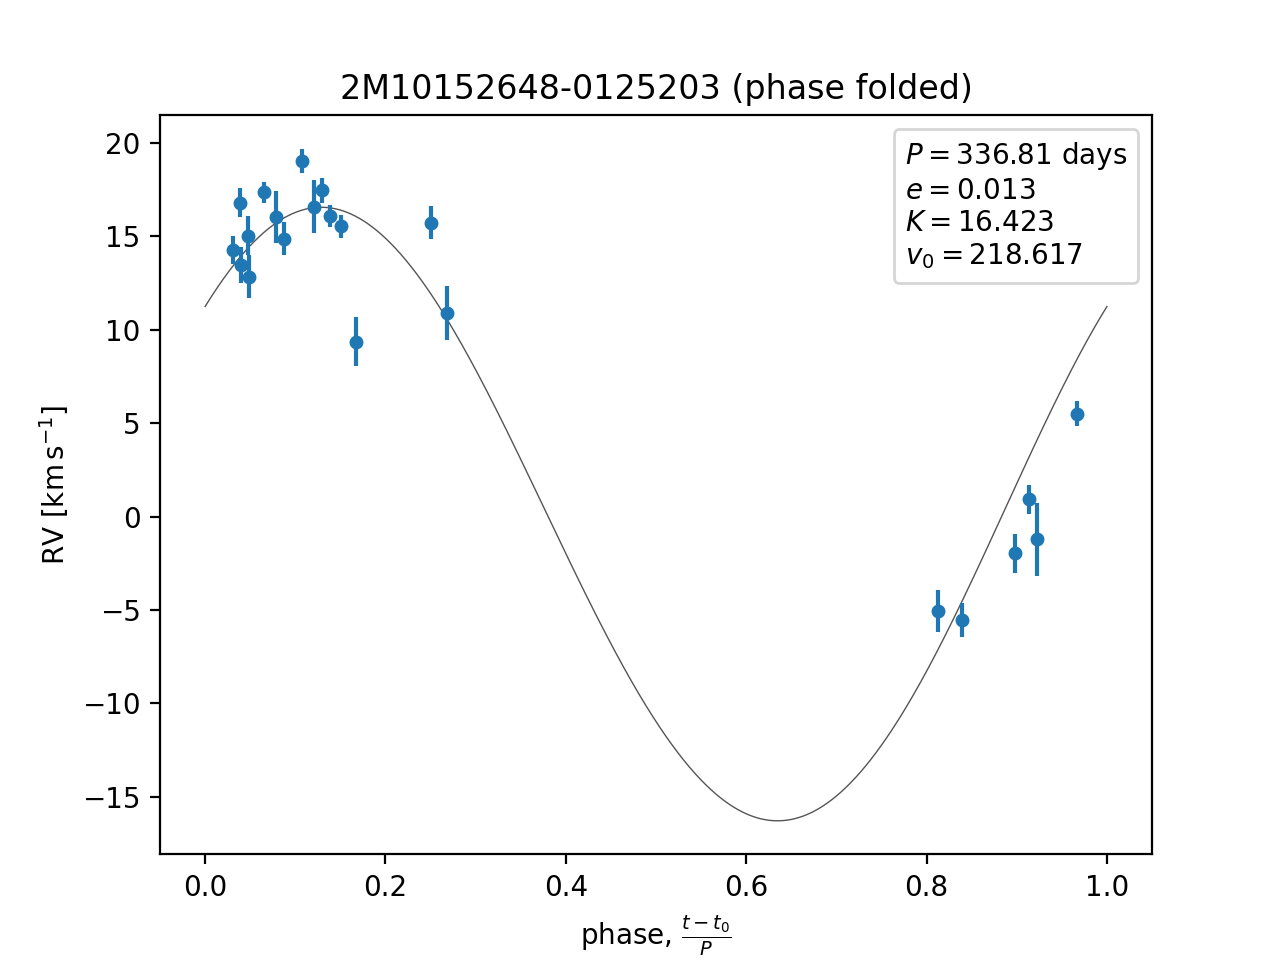 2M10152648-0125203 (phase folded)
P = 336.81 days
e = 0.013
K = 16.423
v₀ = 218.617
20
15
10
5
0
−5
−10
−15
RV [km s⁻¹]
0.0 0.2 0.4 0.6 0.8 1.0
phase, (t − t₀)/P